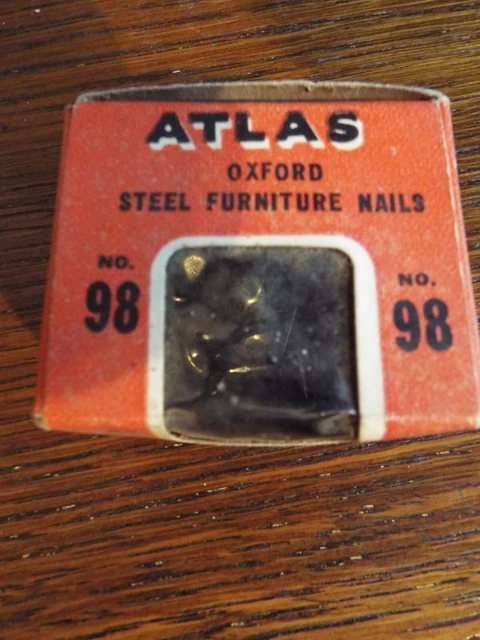 ATLAS
OXFORD
STEEL FURNITURE NAILS
NO.
98
NO.
98